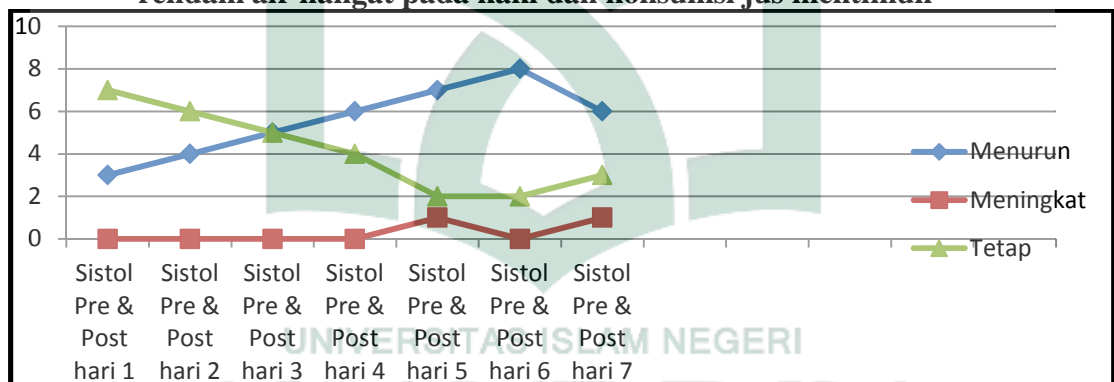 rendam air hangat pada kaki dan konsumsi jus mentimun
10
8
6
4
2
0
Menurun
Meningkat
Tetap
Sistol Pre & Post hari 1
Sistol Pre & Post hari 2
Sistol Pre & Post hari 3
Sistol Pre & Post hari 4
Sistol Pre & Post hari 5
Sistol Pre & Post hari 6
Sistol Pre & Post hari 7
UNIVERSITAS ISLAM NEGERI